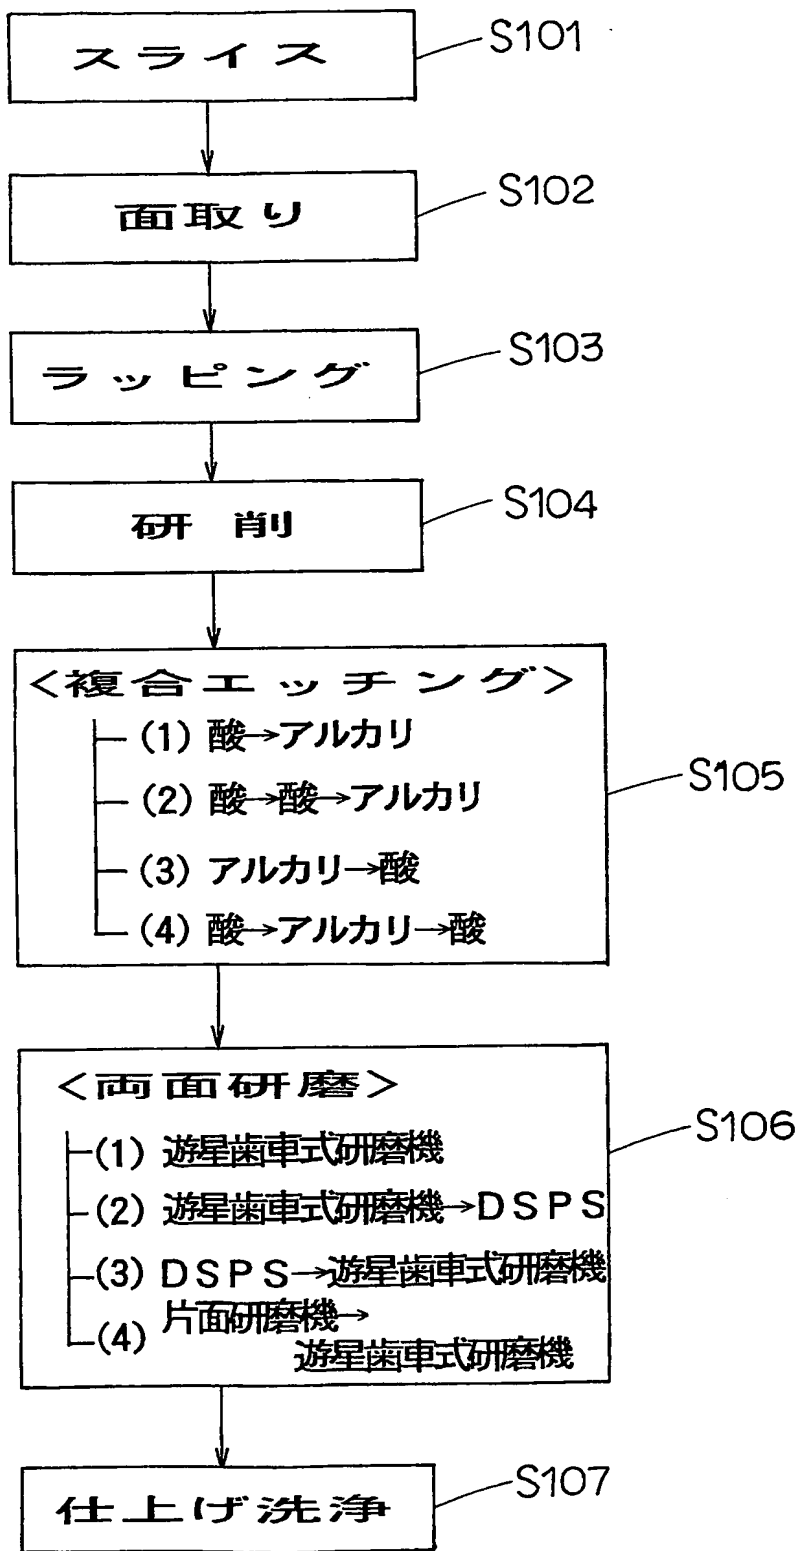 スライス
S101
面取り
S102
ラッピング
S103
研削
S104
<複合エッチング>
(1) 酸→アルカリ
(2) 酸→酸→アルカリ
(3) アルカリ→酸
(4) 酸→アルカリ→酸
S105
<両面研磨>
(1) 遊星歯車式研磨機
(2) 遊星歯車式研磨機→DSPS
(3) DSPS→遊星歯車式研磨機
(4) 片面研磨機→
遊星歯車式研磨機
S106
仕上げ洗浄
S107